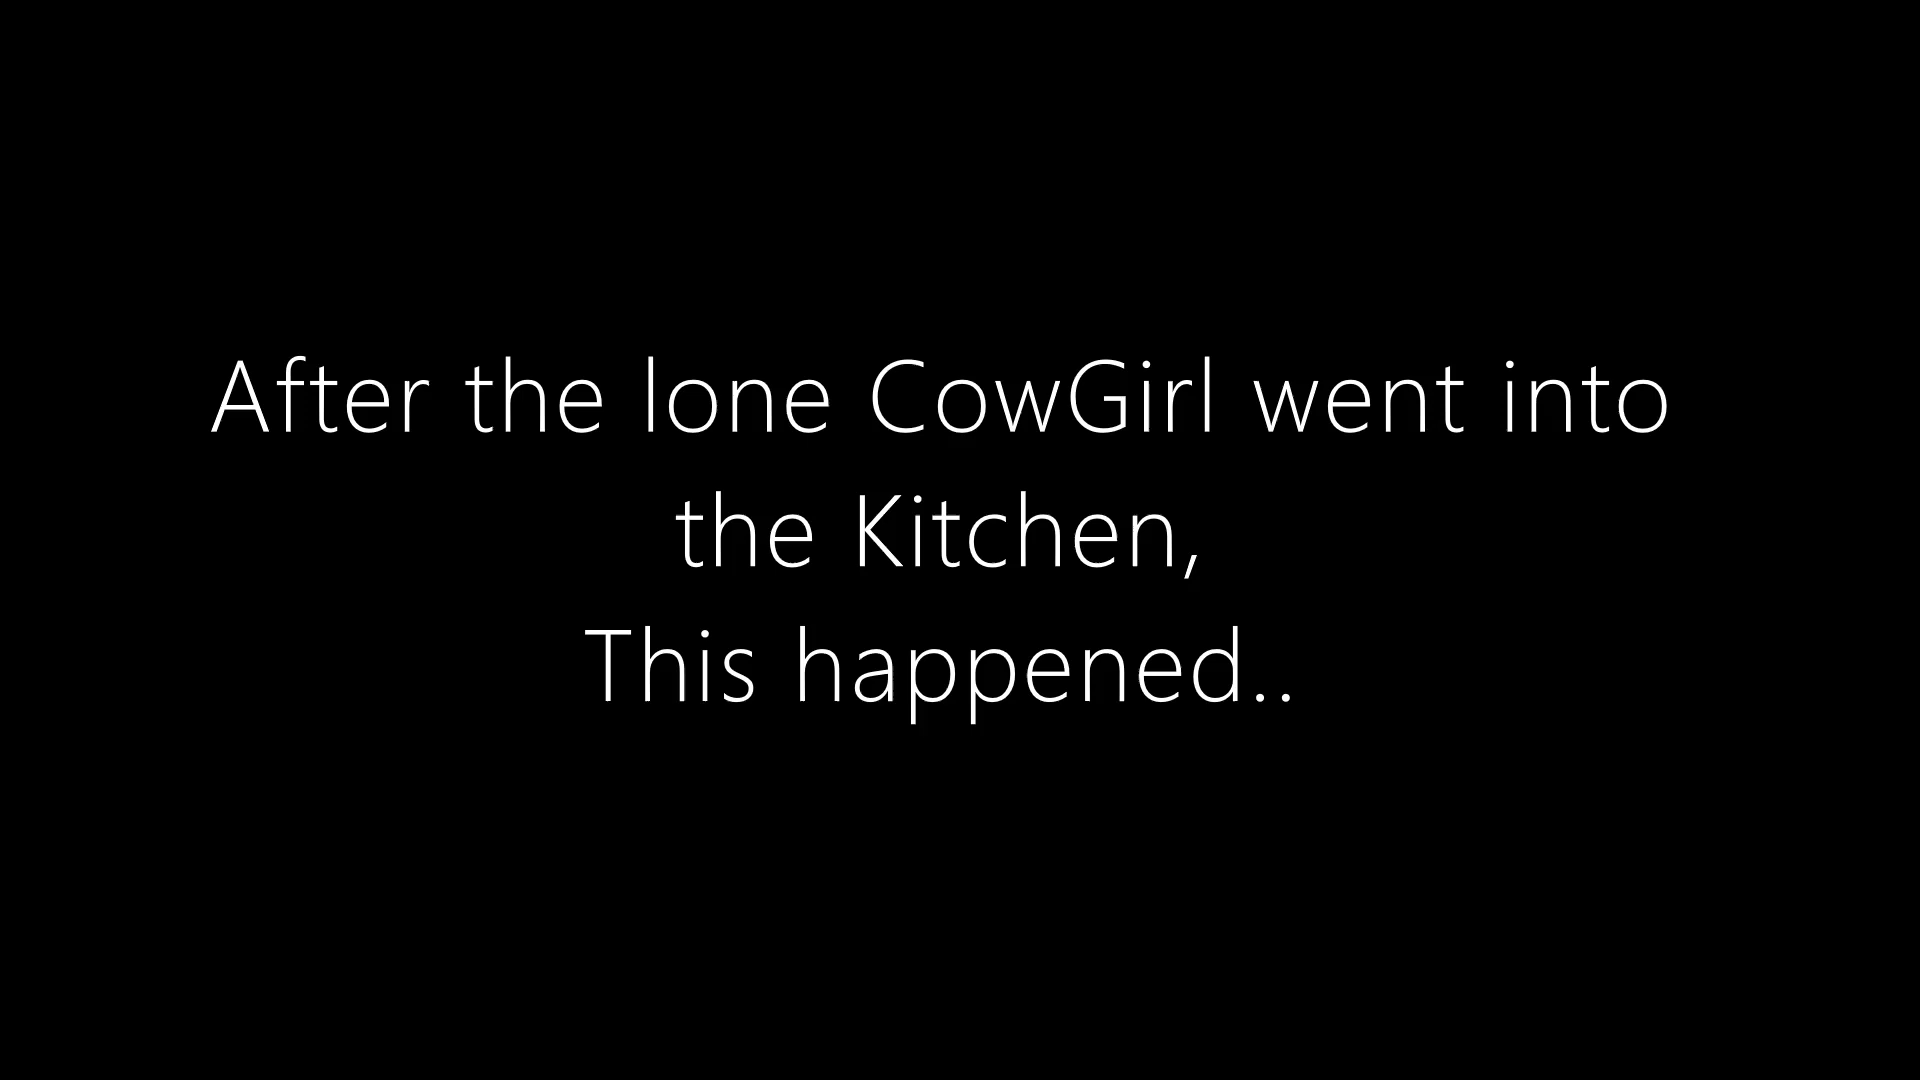 After the lone CowGirl went into
the Kitchen,
This happened..